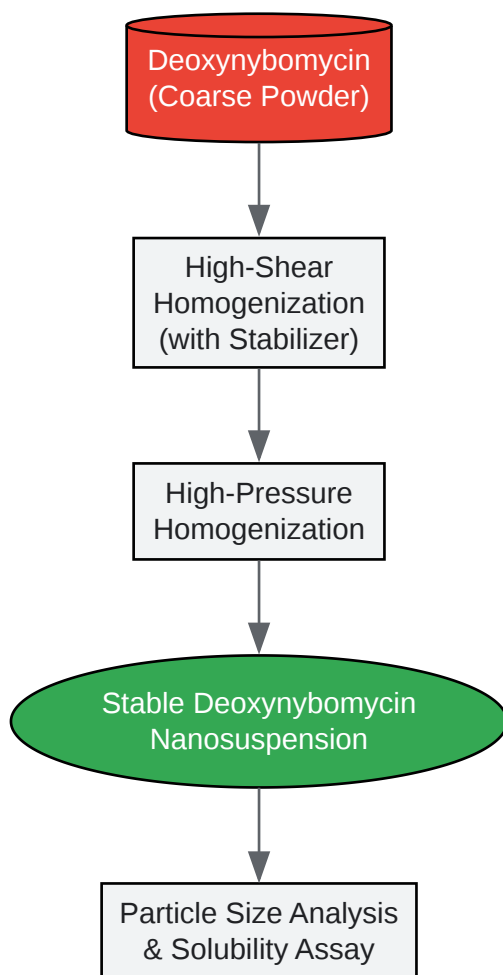 Deoxynybomycin
(Coarse Powder)
High-Shear
Homogenization
(with Stabilizer)
High-Pressure
Homogenization
Stable Deoxynybomycin
Nanosuspension
Particle Size Analysis
& Solubility Assay